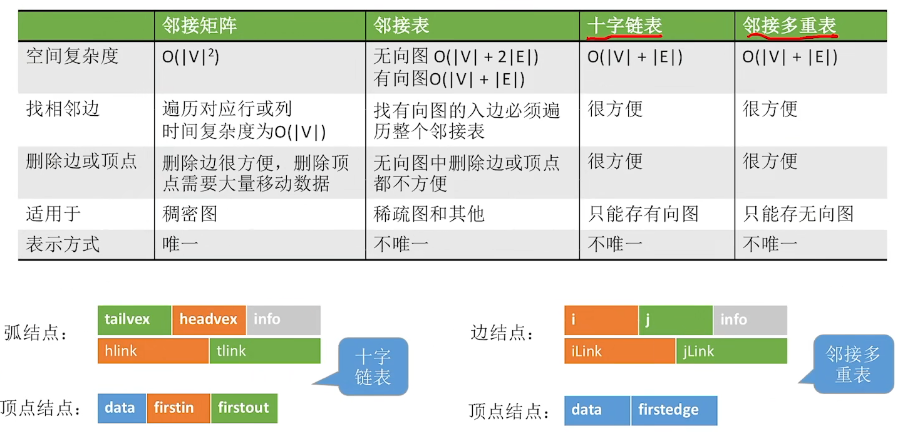 邻接矩阵 邻接表 十字链表 邻接多重表
空间复杂度 O(|V|²) 无向图 O(|V| + 2|E|) O(|V| + |E|) O(|V| + |E|)
有向图O(|V| + |E|)
找相邻边 遍历对应行或列 找有向图的入边必须遍 很方便 很方便
时间复杂度为O(|V|) 历整个邻接表
删除边或顶点 删除边很方便，删除顶 无向图中删除边或顶点 很方便 很方便
点需要大量移动数据 都不方便
适用于 稠密图 稀疏图和其他 只能存有向图 只能存无向图
表示方式 唯一 不唯一 不唯一 不唯一
弧结点： tailvex headvex info
hlink tlink
十字
链表
顶点结点： data firstin firstout
边结点： i j info
iLink jLink
邻接多
重表
顶点结点： data firstedge